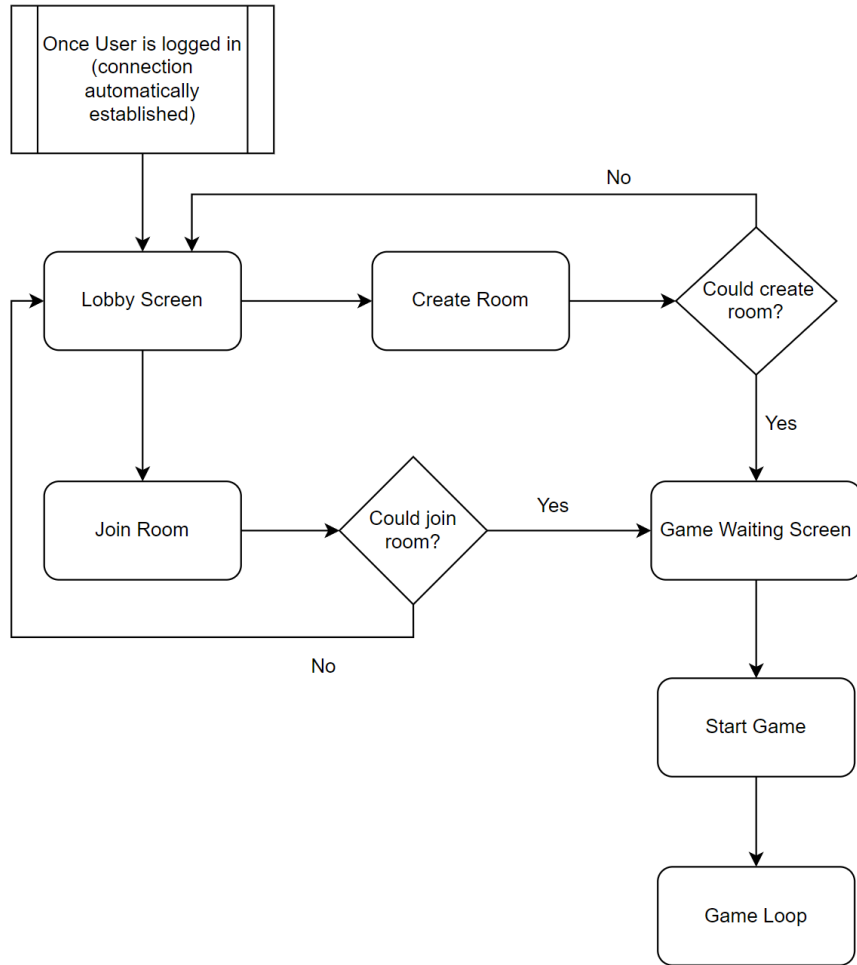 Once User is logged in
(connection
automatically
established)
No
Lobby Screen
Create Room
Could create
room?
Yes
Join Room
Could join
room?
Yes
Game Waiting Screen
No
Start Game
Game Loop